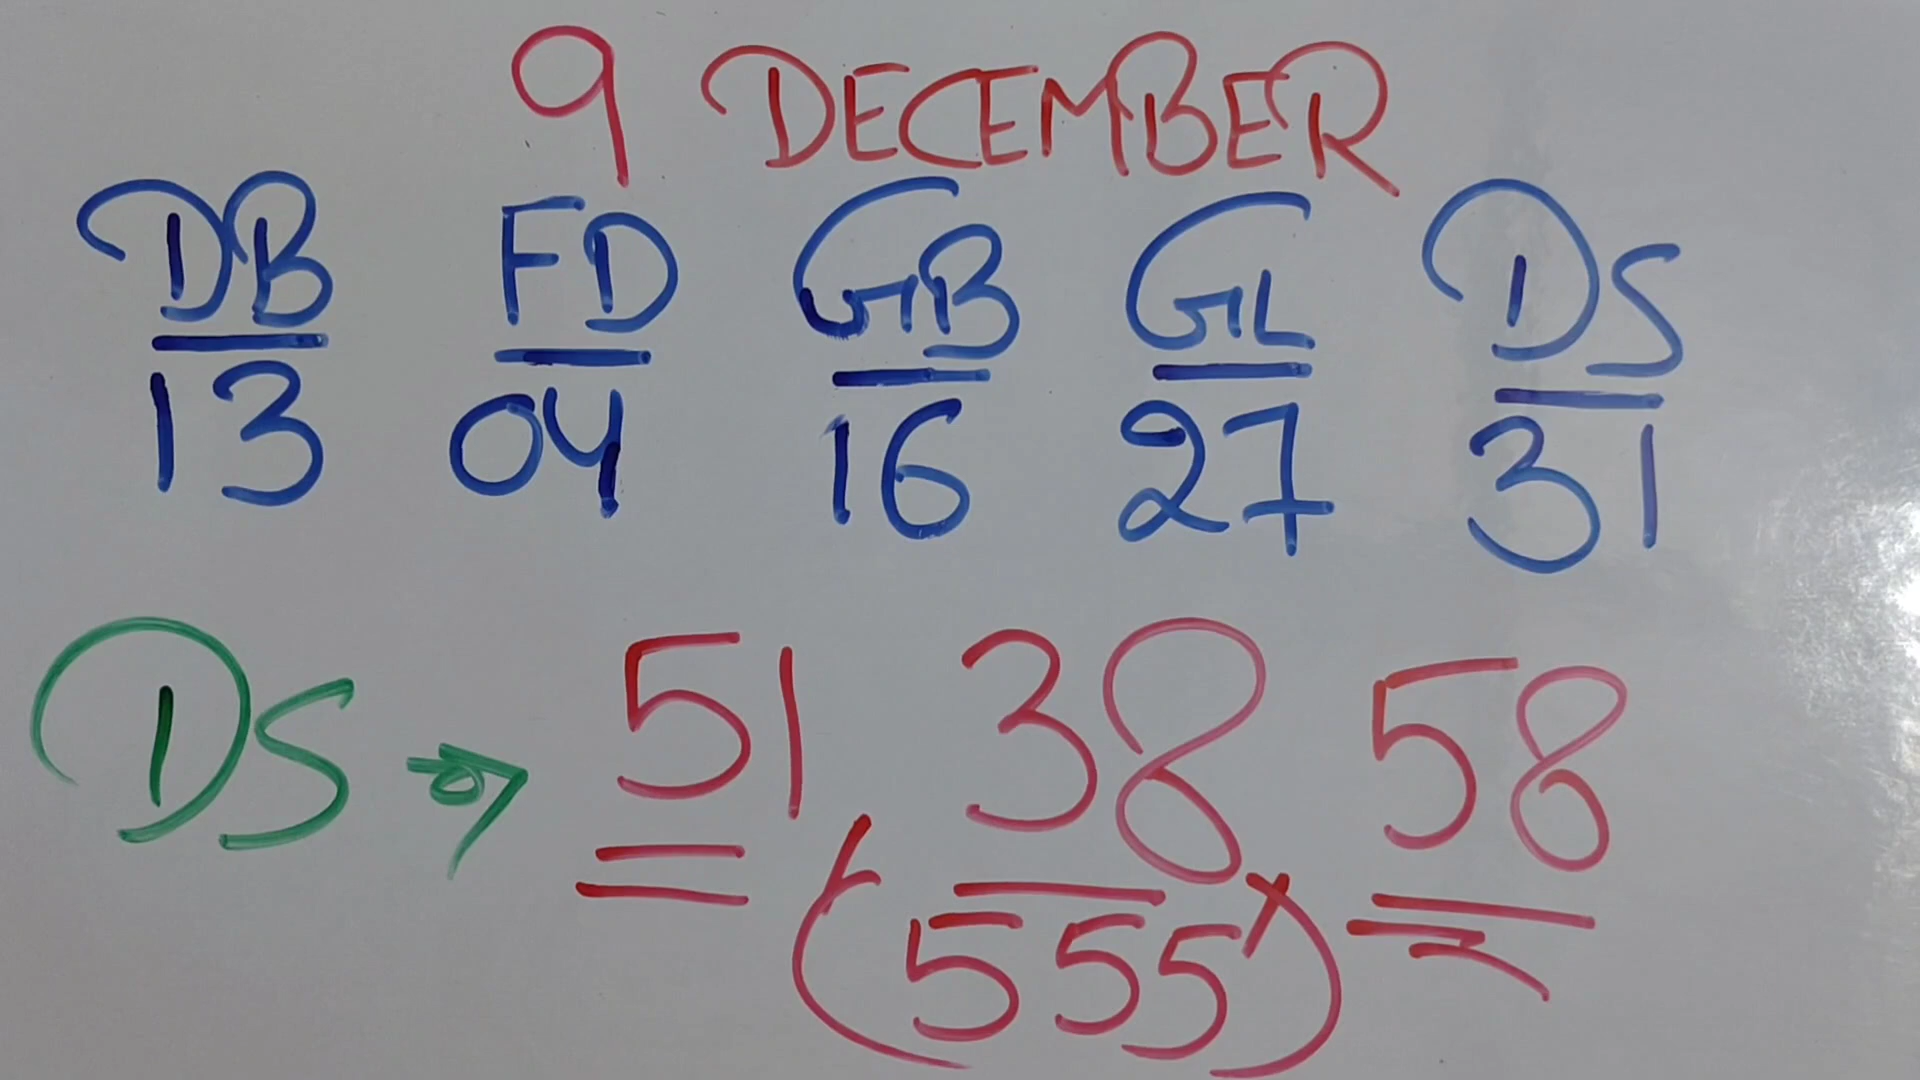 9 DECEMBER
DB FD GB GL DS
13 04 16 27 31
DS → 51, 38 58
(555)